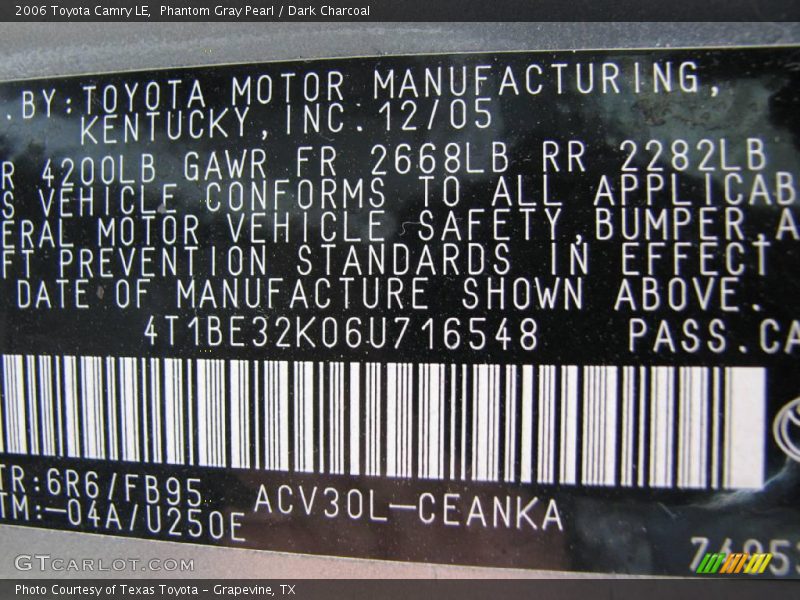 2006 Toyota Camry LE, Phantom Gray Pearl / Dark Charcoal
.BY:TOYOTA MOTOR MANUFACTURING,
KENTUCKY,INC. 12/05
R 4200LB GAWR FR 2668LB RR 2282LB
S VEHICLE CONFORMS TO ALL APPLICAB
ERAL MOTOR VEHICLE SAFETY,BUMPER,A
FT PREVENTION STANDARDS IN EFFECT
DATE OF MANUFACTURE SHOWN ABOVE.
4T1BE32K06U716548 PASS.CA
TR:6R6/FB95
ACV30L-CEANKA
TM:-04A/U250E
GTCARLOT.COM
Photo Courtesy of Texas Toyota - Grapevine, TX